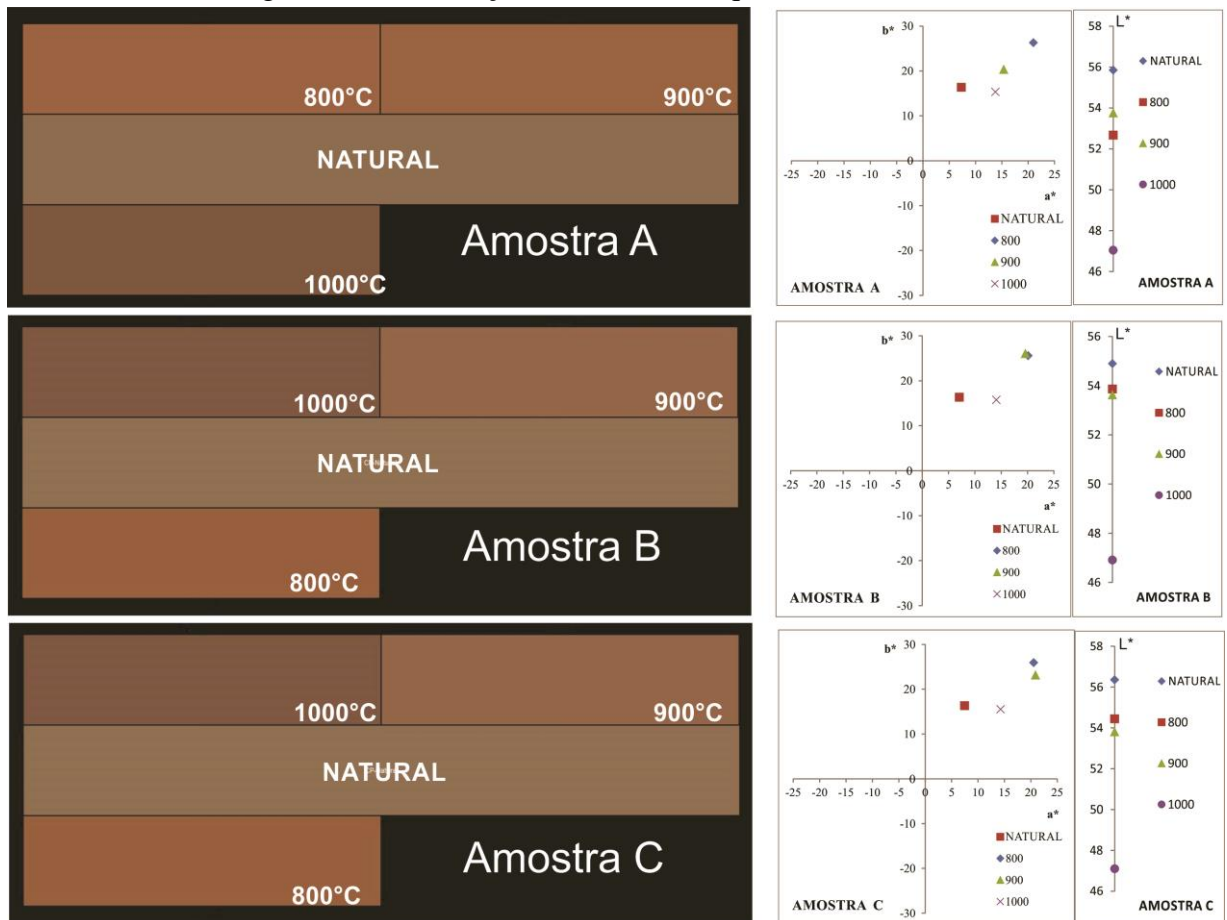 800°C
900°C
NATURAL
1000°C
Amostra A
b*
30
20
10
0
-25 -20 -15 -10 -5 0 5 10 15 20 25
-10
a*
NATURAL
-20
800
900
AMOSTRA A
1000
-30
58
L*
NATURAL
56
54
800
52
900
50
1000
48
46
AMOSTRA A
1000°C
900°C
NATURAL
Amostra B
800°C
b*
30
20
10
0
-25 -20 -15 -10 -5 0 5 10 15 20 25
-10
a*
NATURAL
-20
800
900
AMOSTRA B
1000
-30
56
L*
NATURAL
54
800
52
900
50
1000
48
46
AMOSTRA B
1000°C
900°C
NATURAL
Amostra C
800°C
b*
30
20
10
0
-25 -20 -15 -10 -5 0 5 10 15 20 25
-10
a*
NATURAL
-20
800
900
AMOSTRA C
1000
-30
58
L*
NATURAL
56
54
800
52
900
50
1000
48
46
AMOSTRA C